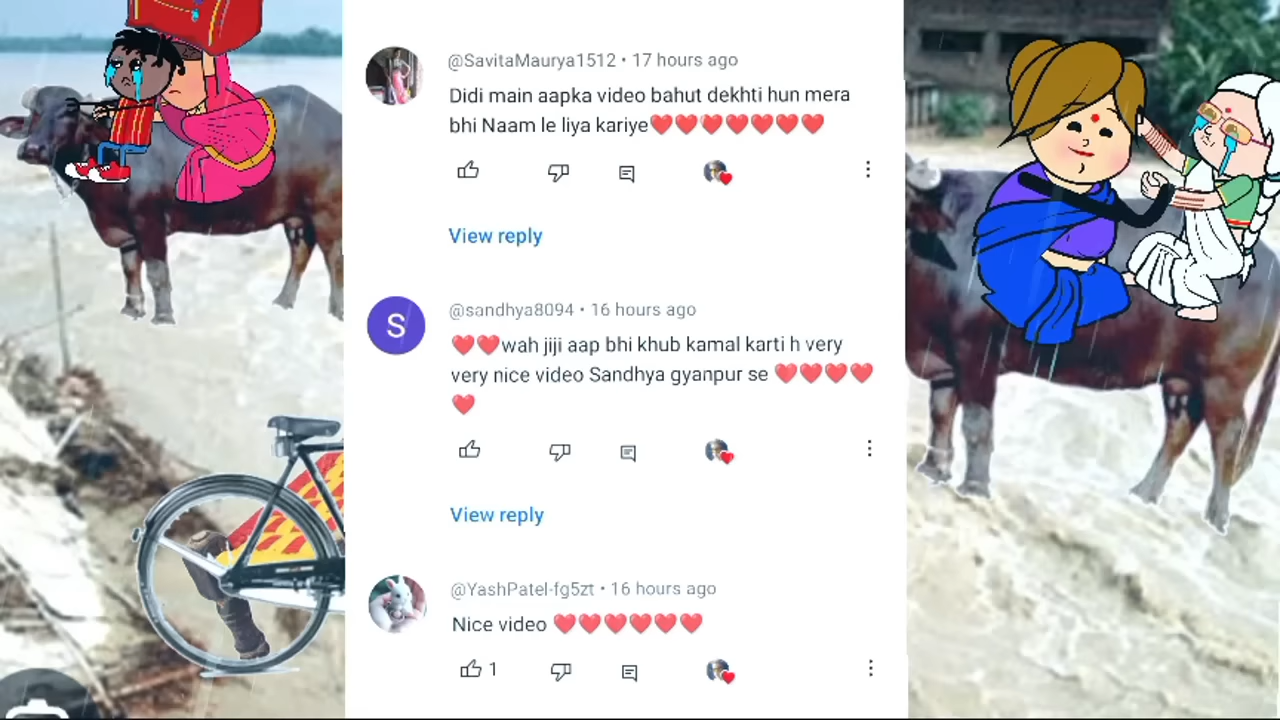 @SavitaMaurya1512 • 17 hours ago
Didi main aapka video bahut dekhti hun mera
bhi Naam le liya kariye❤️❤️❤️❤️❤️❤️❤️
View reply
S
@sandhya8094 • 16 hours ago
❤️❤️wah jiji aap bhi khub kamal karti h very
very nice video Sandhya gyanpur se ❤️❤️❤️❤️
❤️
View reply
@YashPatel-fg5zt • 16 hours ago
Nice video ❤️❤️❤️❤️❤️❤️
1